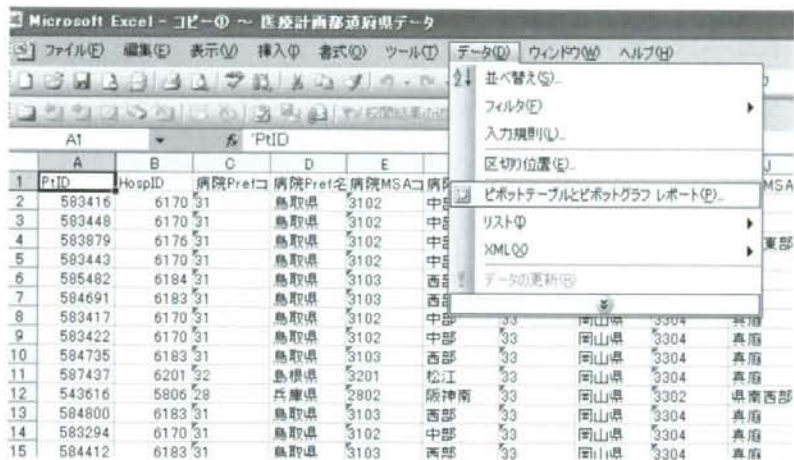 Microsoft Excel - コピー① ～ 医療計画都道府県データ
ファイル(F) 編集(E) 表示(V) 挿入(I) 書式(O) ツール(T) データ(D) ウィンドウ(W) ヘルプ(H)
並べ替え(S)...
フィルタ(F)
入力規則(L)...
区切り位置(E)...
ピボットテーブルとピボットグラフ レポート(P)...
リスト(I)
XML(X)
データの更新(R)
A1 fx 'PtID
A B C D E J
1 PtID HospID 病院Prefコ 病院Pref名 病院MSAコ 病院 MSA
2 583416 6170 31 鳥取県 3102 中部
3 583448 6170 31 鳥取県 3102 中部
4 583879 6176 31 鳥取県 3102 中部 東部
5 583443 6170 31 鳥取県 3102 中部
6 585482 6184 31 鳥取県 3103 西部
7 584691 6183 31 鳥取県 3103 西部
8 583417 6170 31 鳥取県 3102 中部 33 岡山県 3304 真庭
9 583422 6170 31 鳥取県 3102 中部 33 岡山県 3304 真庭
10 584735 6183 31 鳥取県 3103 西部 33 岡山県 3304 真庭
11 587437 6201 32 島根県 3201 松江 33 岡山県 3304 真庭
12 543616 5806 28 兵庫県 2802 阪神南 33 岡山県 3302 県南西部
13 584800 6183 31 鳥取県 3103 西部 33 岡山県 3304 真庭
14 583294 6170 31 鳥取県 3102 中部 33 岡山県 3304 真庭
15 584412 6183 31 鳥取県 3103 西部 33 岡山県 3304 真庭